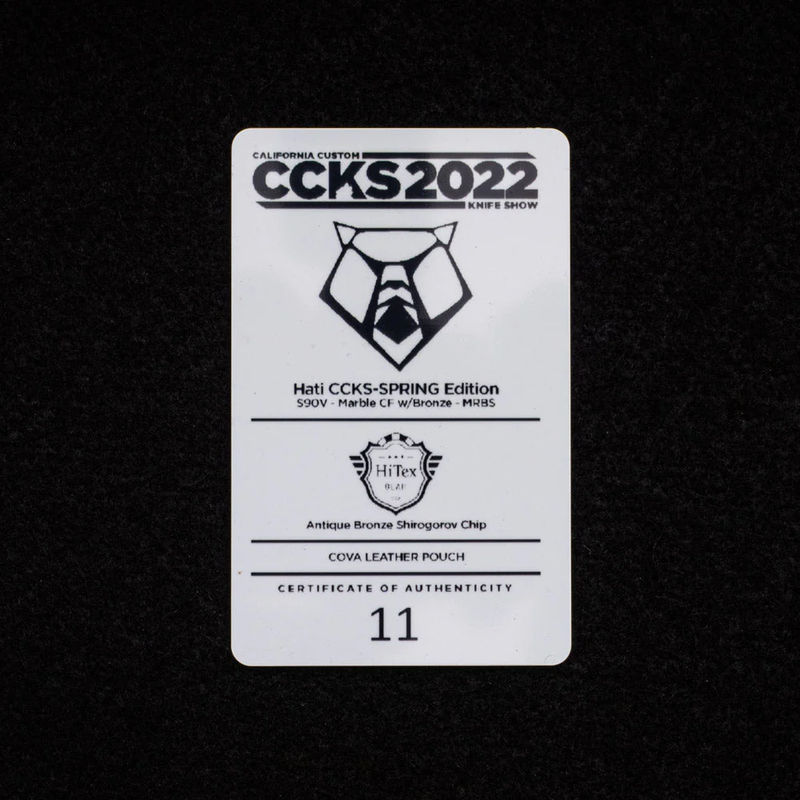 CALIFORNIA CUSTOM
CCKS2022
KNIFE SHOW
Hati CCKS-SPRING Edition
S90V - Marble CF w/Bronze - MRBS
HiTex
BEAR
Antique Bronze Shirogorov Chip
COVA LEATHER POUCH
CERTIFICATE OF AUTHENTICITY
11